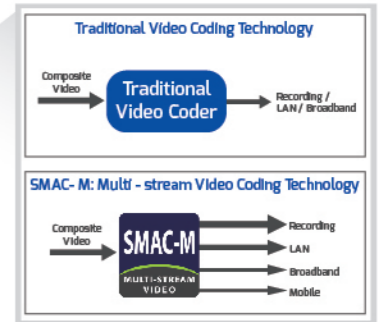 Traditional Video Coding Technology
Composite
Video
Traditional
Video Coder
Recording /
LAN / Broadband
SMAC- M: Multi - stream Video Coding Technology
Composite
Video
SMAC-M
MULTI-STREAM
VIDEO
Recording
LAN
Broadband
Mobile